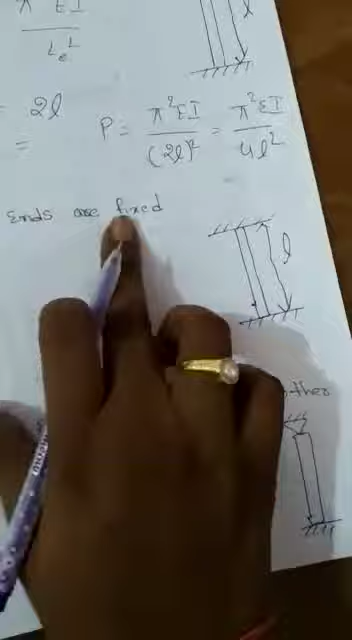 π²EI
Le²
l
= 2l
=
P = π²EI / (2l)² = π²EI / 4l²
Ends are fixed
l
other